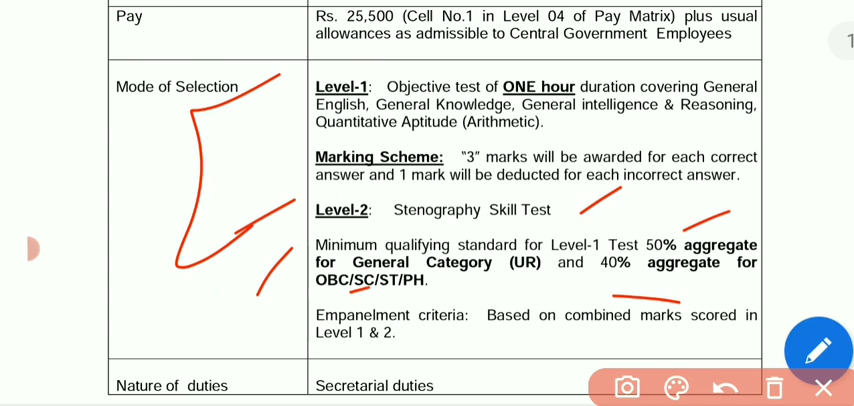 Pay
Rs. 25,500 (Cell No.1 in Level 04 of Pay Matrix) plus usual
allowances as admissible to Central Government Employees
Mode of Selection
Level-1: Objective test of ONE hour duration covering General
English, General Knowledge, General intelligence & Reasoning,
Quantitative Aptitude (Arithmetic).
Marking Scheme: "3" marks will be awarded for each correct
answer and 1 mark will be deducted for each incorrect answer.
Level-2: Stenography Skill Test
Minimum qualifying standard for Level-1 Test 50% aggregate
for General Category (UR) and 40% aggregate for
OBC/SC/ST/PH.
Empanelment criteria: Based on combined marks scored in
Level 1 & 2.
Nature of duties
Secretarial duties
1